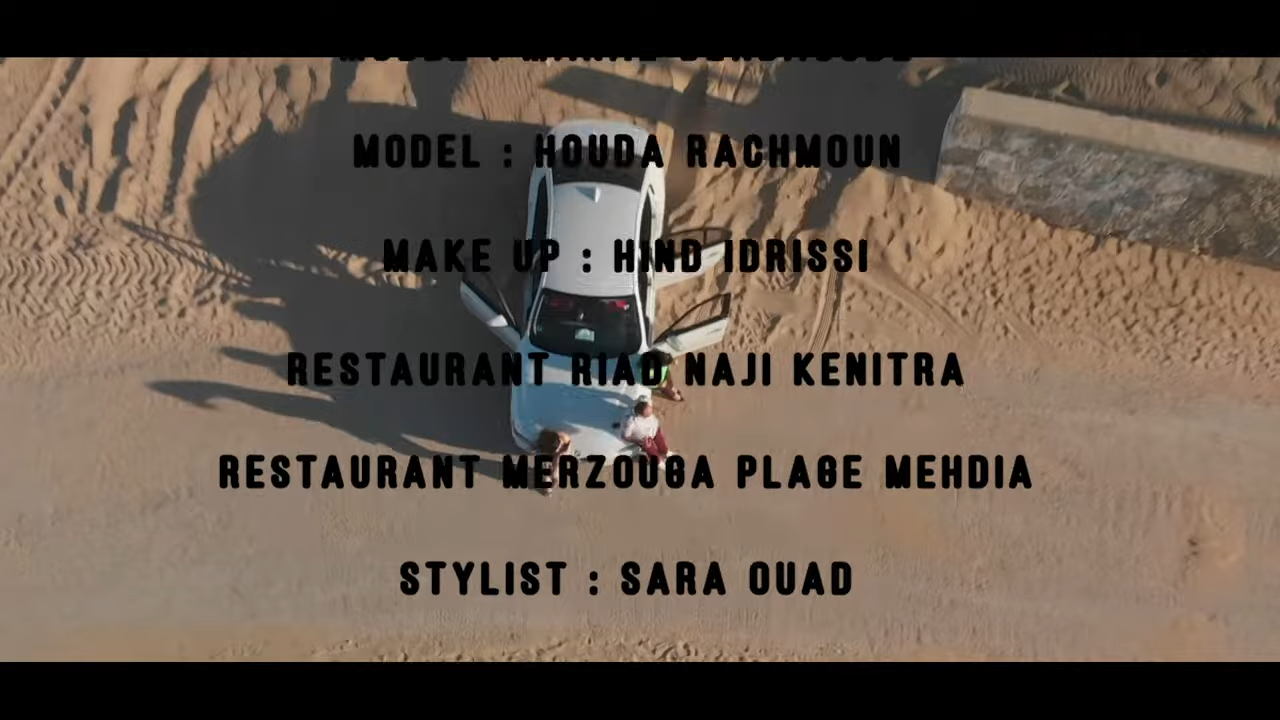 MODEL : HOUDA RACHMOUN
MAKE UP : HIND IDRISSI
RESTAURANT RIAD NAJI KENITRA
RESTAURANT MERZOUGA PLAGE MEHDIA
STYLIST : SARA OUAD